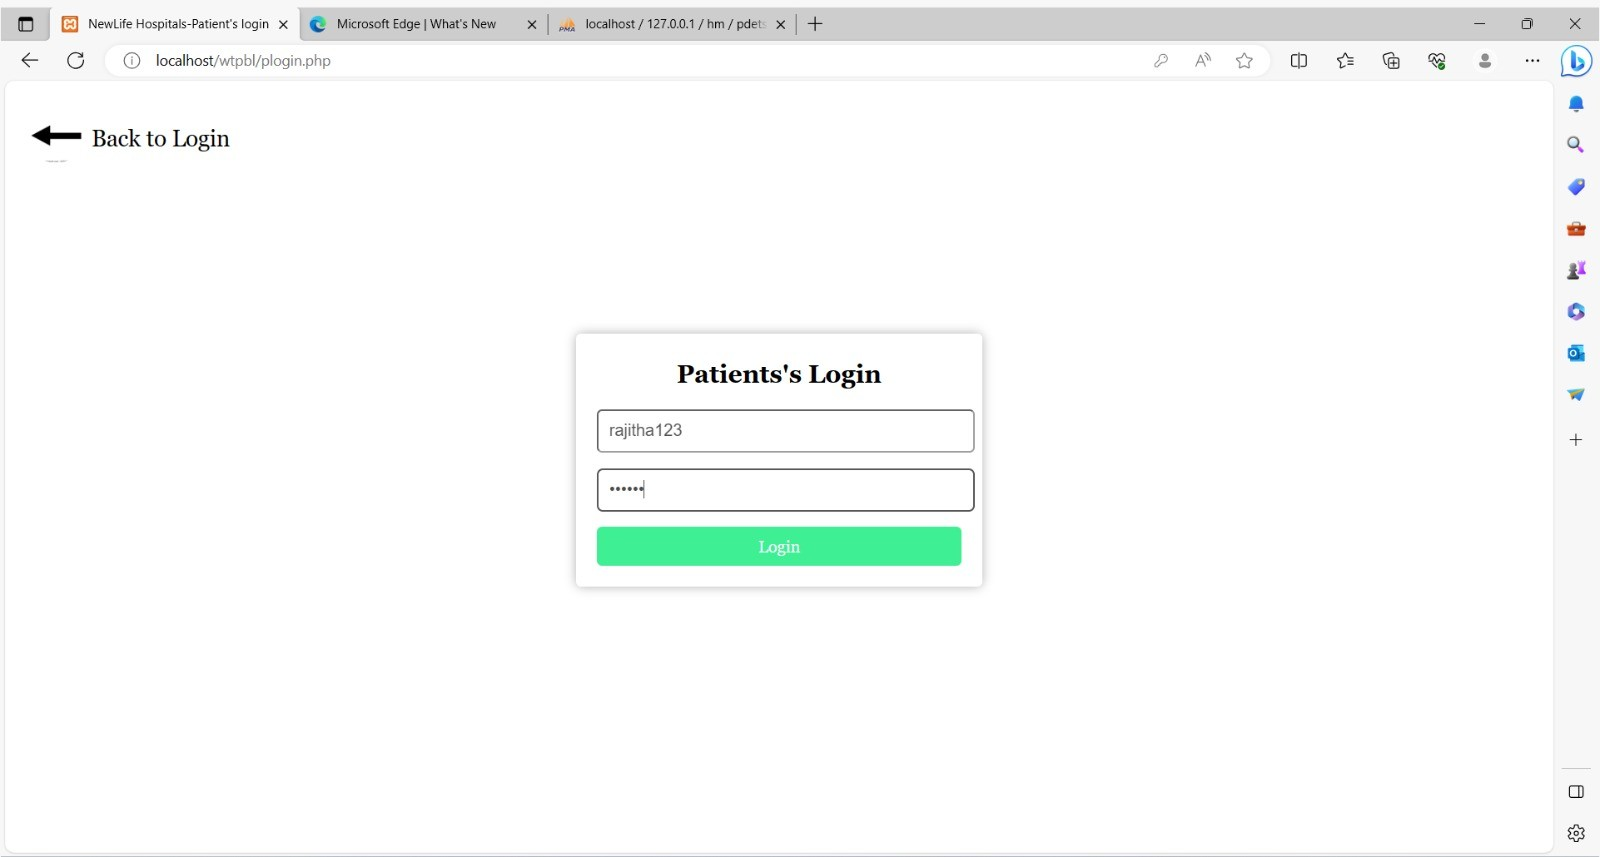 NewLife Hospitals-Patient's login
Microsoft Edge | What's New
localhost / 127.0.0.1 / hm / pdets
localhost/wtpbl/plogin.php
Back to Login
Patients's Login
rajitha123
••••••
Login